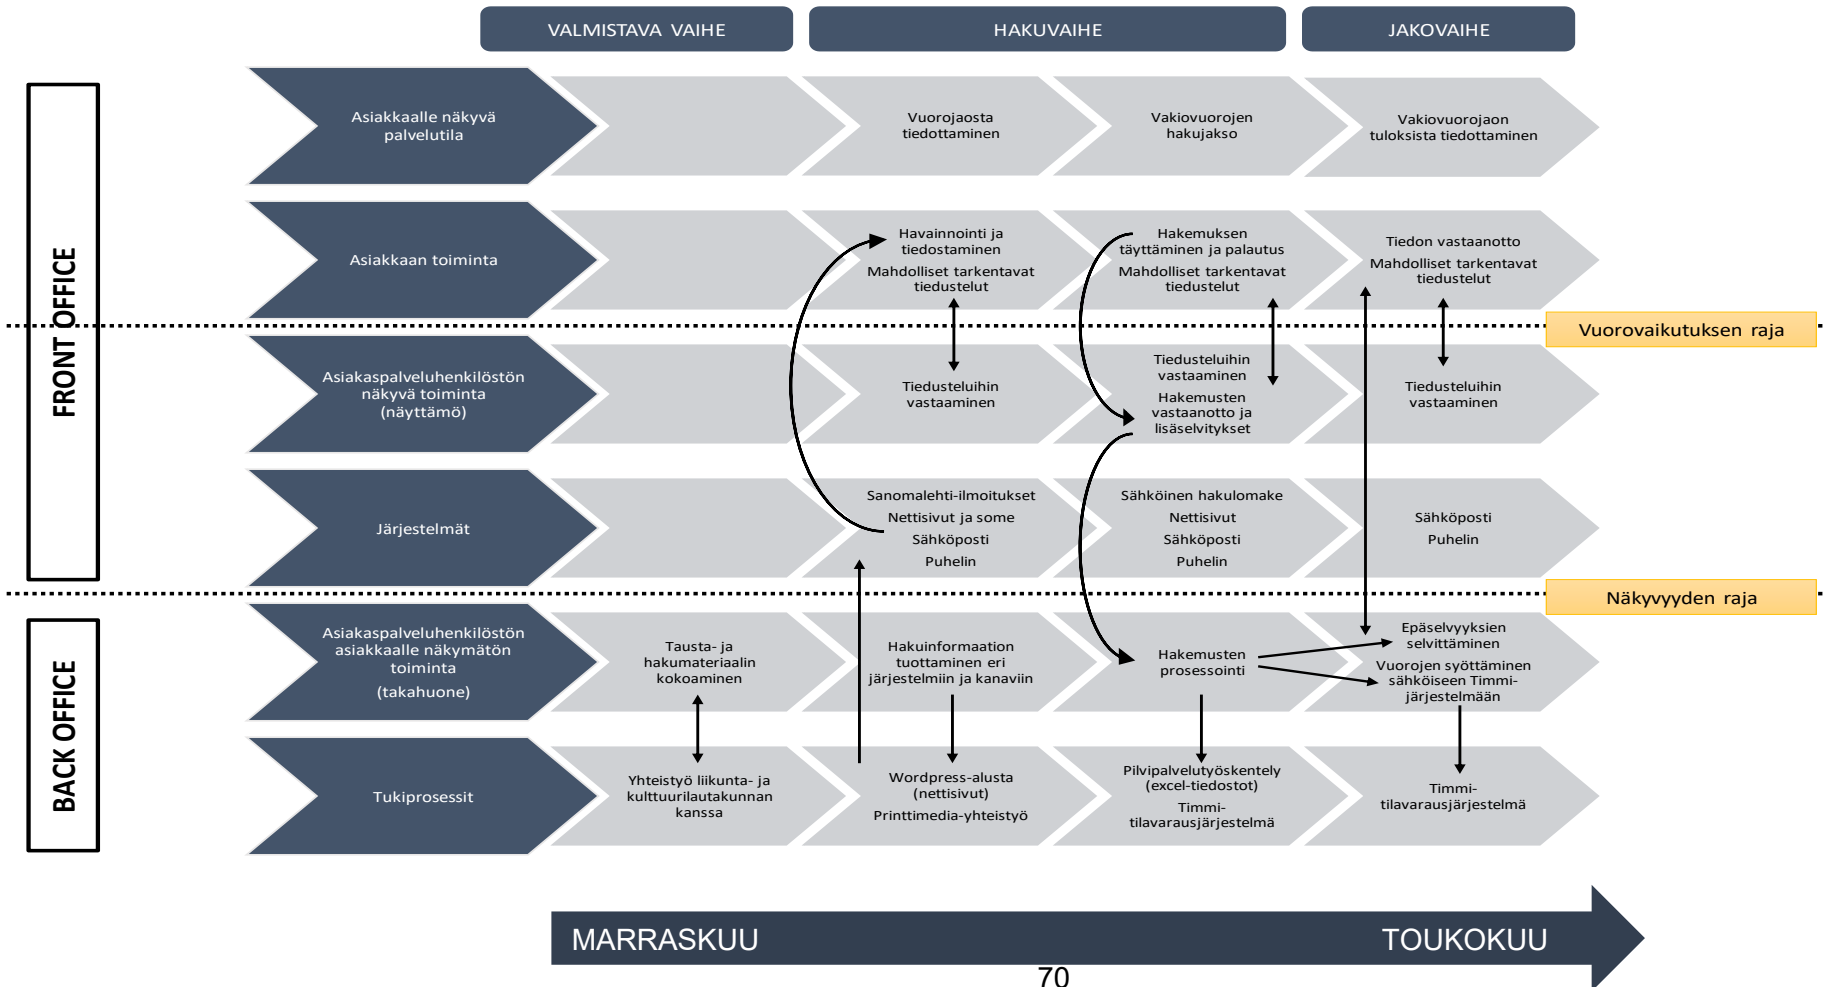 VALMISTAVA VAIHE
HAKUVAIHE
JAKOVAIHE
FRONT OFFICE
Asiakkaalle näkyvä
palvelutila
Vuorojaosta
tiedottaminen
Vakiovuorojen
hakujakso
Vakiovuorojaon
tuloksista tiedottaminen
Asiakkaan toiminta
Havainnointi ja
tiedostaminen
Mahdolliset tarkentavat
tiedustelut
Hakemuksen
täyttäminen ja palautus
Mahdolliset tarkentavat
tiedustelut
Tiedon vastaanotto
Mahdolliset tarkentavat
tiedustelut
Vuorovaikutuksen raja
Asiakaspalveluhenkilöstön
näkyvä toiminta
(näyttämö)
Tiedusteluihin
vastaaminen
Tiedusteluihin
vastaaminen
Hakemusten
vastaanotto ja
lisäselvitykset
Tiedusteluihin
vastaaminen
Järjestelmät
Sanomalehti-ilmoitukset
Nettisivut ja some
Sähköposti
Puhelin
Sähköinen hakulomake
Nettisivut
Sähköposti
Puhelin
Sähköposti
Puhelin
Näkyvyyden raja
BACK OFFICE
Asiakaspalveluhenkilöstön
asiakkaalle näkymätön
toiminta
(takahuone)
Tausta- ja
hakumateriaalin
kokoaminen
Hakuinformaation
tuottaminen eri
järjestelmiin ja kanaviin
Hakemusten
prosessointi
Epäselvyyksien
selvittäminen
Vuorojen syöttäminen
sähköiseen Timmi-
järjestelmään
Tukiprosessit
Yhteistyö liikunta- ja
kulttuurilautakunnan
kanssa
Wordpress-alusta
(nettisivut)
Printtimedia-yhteistyö
Pilvipalvelutyöskentely
(excel-tiedostot)
Timmi-
tilavarausjärjestelmä
Timmi-
tilavarausjärjestelmä
MARRASKUU
TOUKOKUU
70